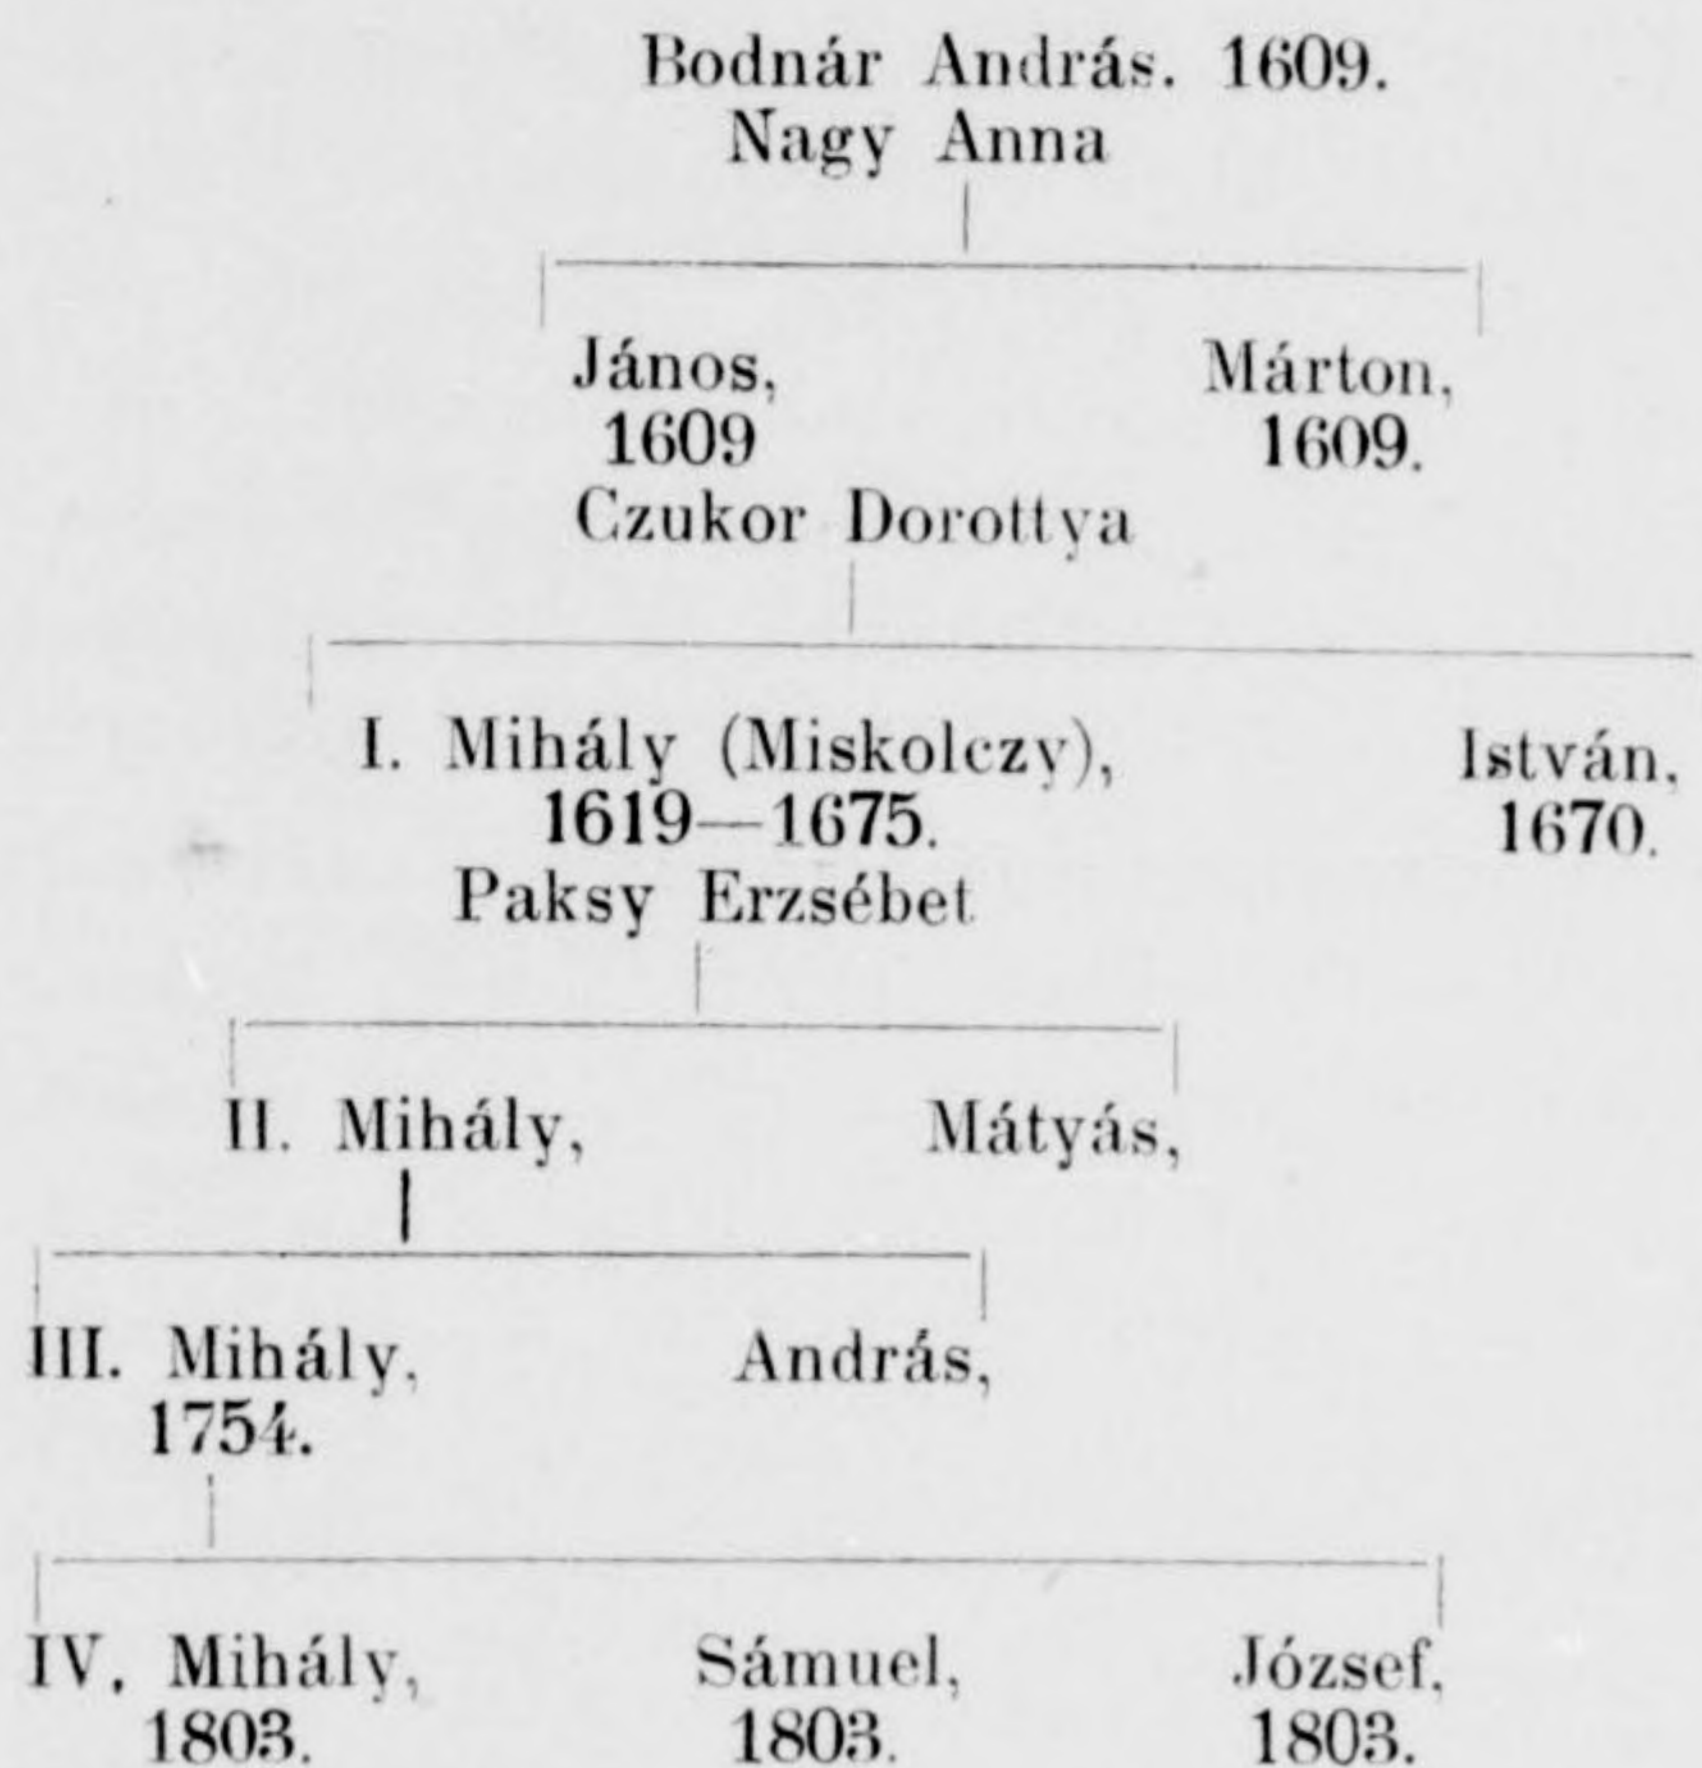 Bodnár András. 1609.
Nagy Anna
János, Márton,
1609 1609.
Czukor Dorottya
I. Mihály (Miskolczy), István,
1619—1675. 1670.
Paksy Erzsébet
II. Mihály, Mátyás,
III. Mihály, András,
1754.
IV. Mihály, Sámuel, József,
1803. 1803. 1803.